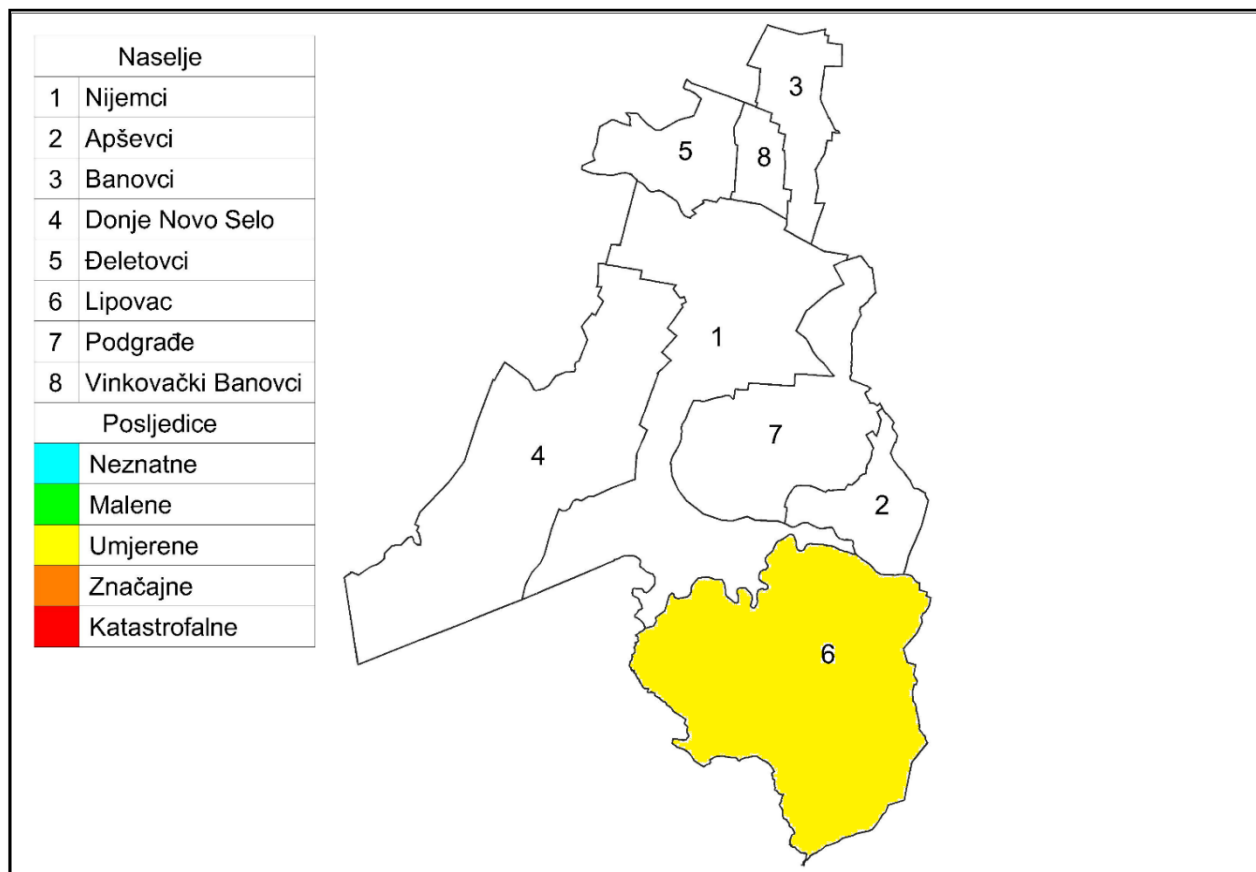 Naselje
1 Nijemci
2 Apševci
3 Banovci
4 Donje Novo Selo
5 Đeletovci
6 Lipovac
7 Podgrađe
8 Vinkovački Banovci
Posljedice
Neznatne
Malene
Umjerene
Značajne
Katastrofalne
3
5
8
1
7
4
2
6